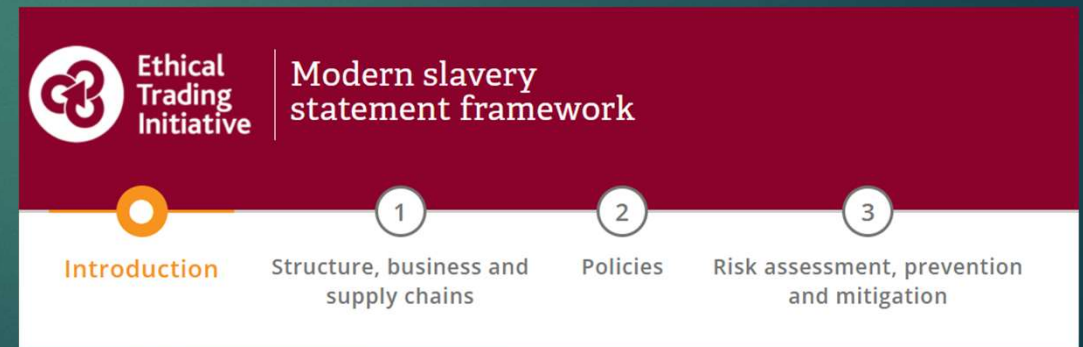 Ethical
Trading
Initiative
Modern slavery
statement framework
Introduction
1
Structure, business and
supply chains
2
Policies
3
Risk assessment, prevention
and mitigation